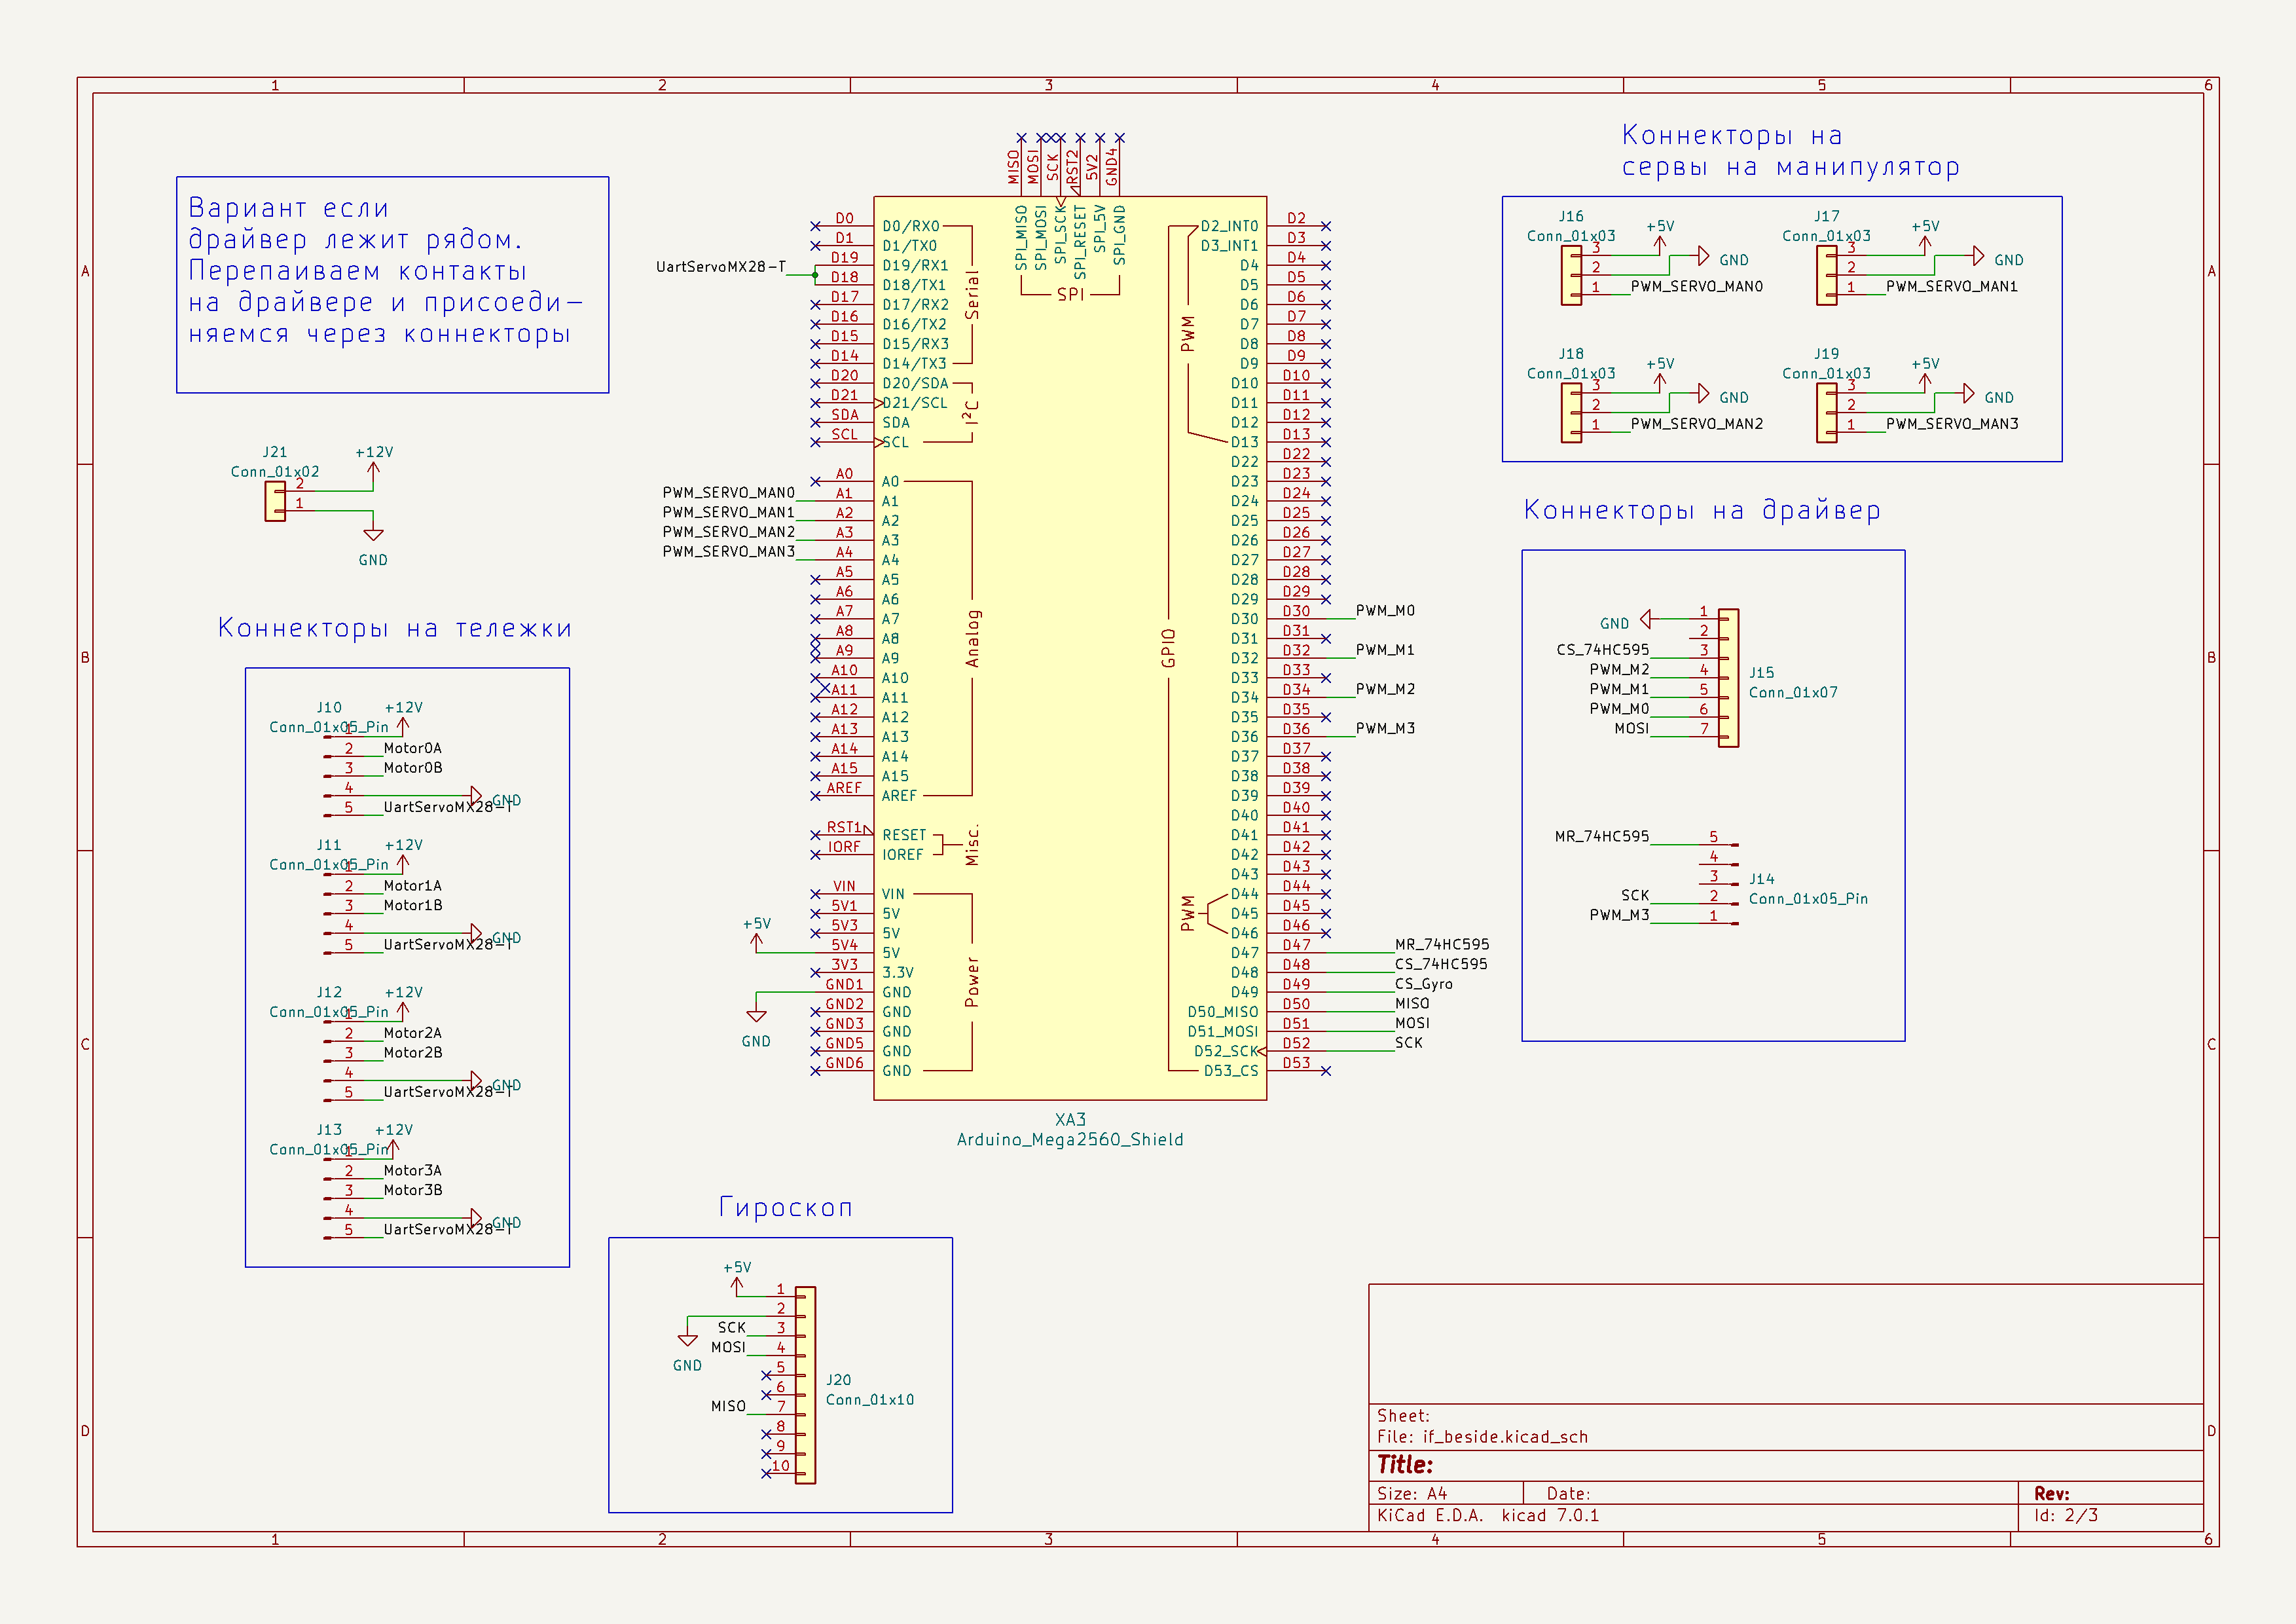 1 2 3 4 5 6
A
B
C
D
Вариант если
драйвер лежит рядом.
Перепаиваем контакты
на драйвере и присоеди-
няемся через коннекторы
J21
Conn_01x02
+12V
2
1
GND
Коннекторы на тележки
J10
Conn_01x05_Pin
+12V
1
2 Motor0A
3 Motor0B
4 GND
5 UartServoMX28-T
J11
Conn_01x05_Pin
+12V
1
2 Motor1A
3 Motor1B
4 GND
5 UartServoMX28-T
J12
Conn_01x05_Pin
+12V
1
2 Motor2A
3 Motor2B
4 GND
5 UartServoMX28-T
J13
Conn_01x05_Pin
+12V
1
2 Motor3A
3 Motor3B
4 GND
5 UartServoMX28-T
MISO MOSI SCK RST2 5V2 GND4
SPI_MISO SPI_MOSI SPI_SCK SPI_RESET SPI_5V SPI_GND
SPI
D0 D0/RX0
D1 D1/TX0
UartServoMX28-T
D19 D19/RX1
D18 D18/TX1
D17 D17/RX2
D16 D16/TX2
D15 D15/RX3
D14 D14/TX3
Serial
D20 D20/SDA
D21 D21/SCL
SDA SDA
SCL SCL
I²C
A0 A0
PWM_SERVO_MAN0 A1 A1
PWM_SERVO_MAN1 A2 A2
PWM_SERVO_MAN2 A3 A3
PWM_SERVO_MAN3 A4 A4
A5 A5
A6 A6
A7 A7
A8 A8
A9 A9
A10 A10
A11 A11
A12 A12
A13 A13
A14 A14
A15 A15
AREF AREF
Analog
RST1 RESET
IORF IOREF
Misc.
VIN VIN
5V1 5V
5V3 5V
+5V
5V4 5V
3V3 3.3V
GND1 GND
GND2 GND
GND3 GND
GND5 GND
GND6 GND
GND
Power
D2_INT0 D2
D3_INT1 D3
D4 D4
D5 D5
D6 D6
D7 D7
D8 D8
D9 D9
D10 D10
D11 D11
D12 D12
D13 D13
PWM
D22 D22
D23 D23
D24 D24
D25 D25
D26 D26
D27 D27
D28 D28
D29 D29
D30 D30 PWM_M0
D31 D31
D32 D32 PWM_M1
D33 D33
D34 D34 PWM_M2
D35 D35
D36 D36 PWM_M3
D37 D37
D38 D38
D39 D39
D40 D40
D41 D41
D42 D42
D43 D43
D44 D44
D45 D45
D46 D46
PWM
GPIO
D47 D47 MR_74HC595
D48 D48 CS_74HC595
D49 D49 CS_Gyro
D50_MISO D50 MISO
D51_MOSI D51 MOSI
D52_SCK D52 SCK
D53_CS D53
XA3
Arduino_Mega2560_Shield
Гироскоп
+5V
1
2
GND
SCK 3
MOSI 4
5
6
MISO 7
8
9
10
J20
Conn_01x10
Коннекторы на
сервы на манипулятор
J16
Conn_01x03
+5V
3
2 GND
1 PWM_SERVO_MAN0
J17
Conn_01x03
+5V
3
2 GND
1 PWM_SERVO_MAN1
J18
Conn_01x03
+5V
3
2 GND
1 PWM_SERVO_MAN2
J19
Conn_01x03
+5V
3
2 GND
1 PWM_SERVO_MAN3
Коннекторы на драйвер
GND 1
2
CS_74HC595 3
PWM_M2 4
PWM_M1 5
PWM_M0 6
MOSI 7
J15
Conn_01x07
MR_74HC595 5
4
3
SCK 2
PWM_M3 1
J14
Conn_01x05_Pin
Sheet:
File: if_beside.kicad_sch
Title:
Size: A4 Date: Rev:
KiCad E.D.A. kicad 7.0.1 Id: 2/3
A
B
C
D
1 2 3 4 5 6